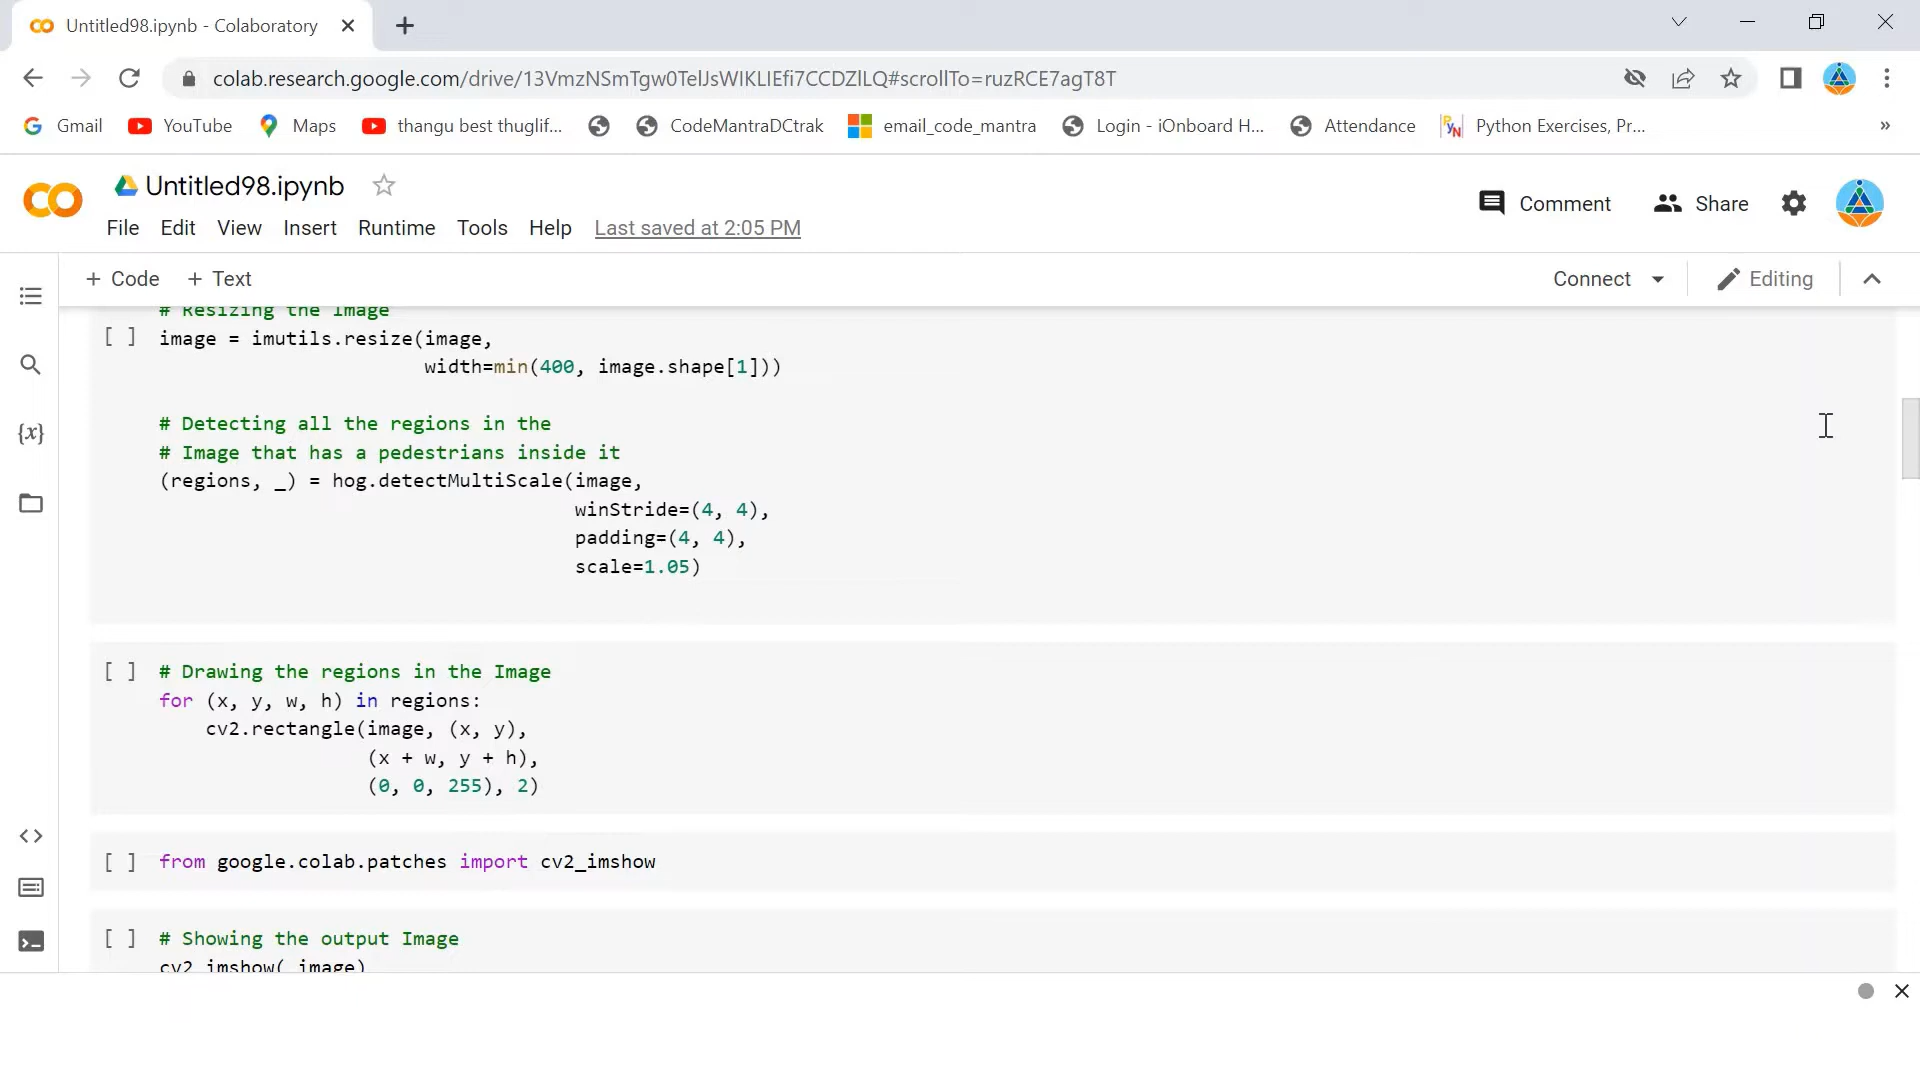 Untitled98.ipynb - Colaboratory
colab.research.google.com/drive/13VmzNSmTgw0TelJsWIKLIEfi7CCDZlLQ#scrollTo=ruzRCE7agT8T
Gmail YouTube Maps thangu best thuglif... CodeMantraDCtrak email_code_mantra Login - iOnboard H... Attendance Python Exercises, Pr... »
Untitled98.ipynb
Comment Share
File Edit View Insert Runtime Tools Help Last saved at 2:05 PM
+ Code + Text Connect Editing
# Resizing the Image
[ ] image = imutils.resize(image,
width=min(400, image.shape[1]))
# Detecting all the regions in the
# Image that has a pedestrians inside it
(regions, _) = hog.detectMultiScale(image,
winStride=(4, 4),
padding=(4, 4),
scale=1.05)
[ ] # Drawing the regions in the Image
for (x, y, w, h) in regions:
cv2.rectangle(image, (x, y),
(x + w, y + h),
(0, 0, 255), 2)
[ ] from google.colab.patches import cv2_imshow
[ ] # Showing the output Image
cv2_imshow( image)